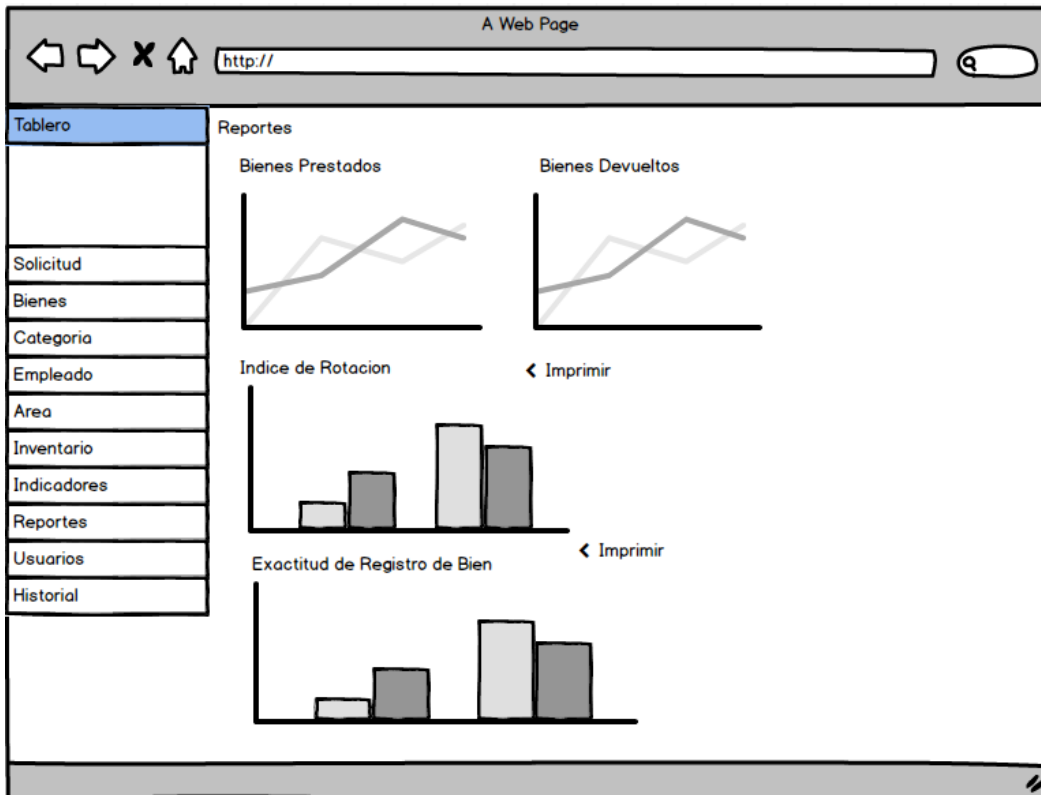 A Web Page
http://
Tablero
Solicitud
Bienes
Categoria
Empleado
Area
Inventario
Indicadores
Reportes
Usuarios
Historial
Reportes
Bienes Prestados
Bienes Devueltos
Indice de Rotacion
Imprimir
Imprimir
Exactitud de Registro de Bien